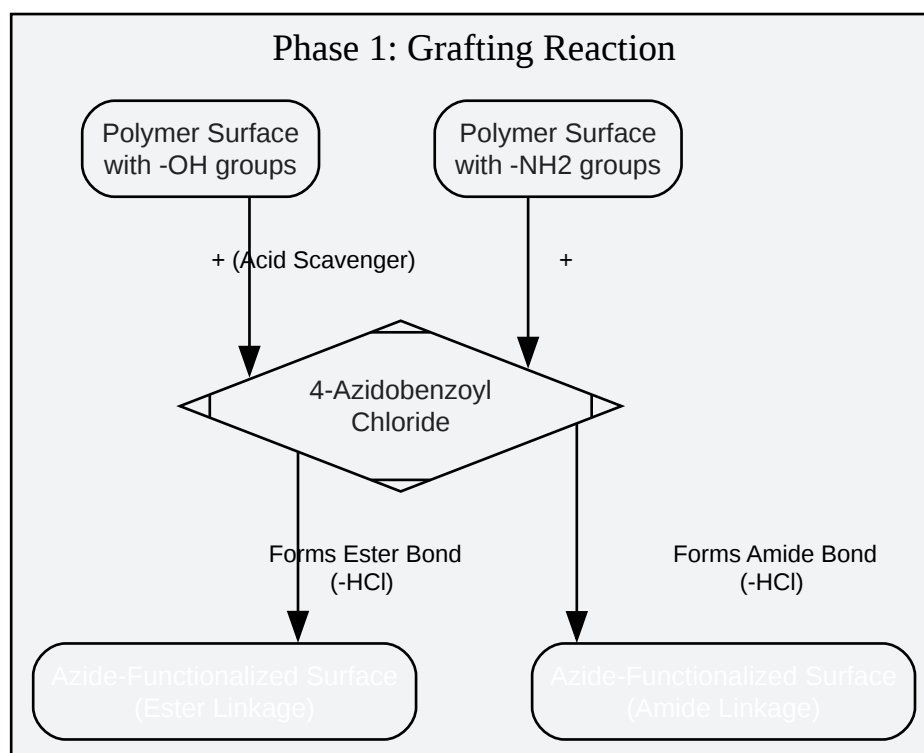 Phase 1: Grafting Reaction
Polymer Surface
with -OH groups
Polymer Surface
with -NH2 groups
+ (Acid Scavenger)
+
4-Azidobenzoyl
Chloride
Forms Ester Bond
(-HCl)
Forms Amide Bond
(-HCl)
Azide-Functionalized Surface
(Ester Linkage)
Azide-Functionalized Surface
(Amide Linkage)